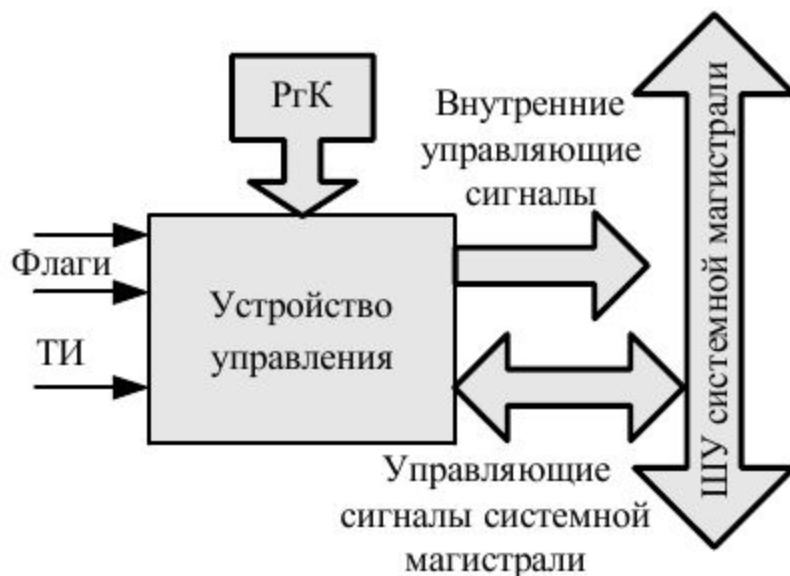 РгК
Внутренние
управляющие
сигналы
Флаги
ТИ
Устройство
управления
Управляющие
сигналы системной
магистрали
ШУ системной магистрали